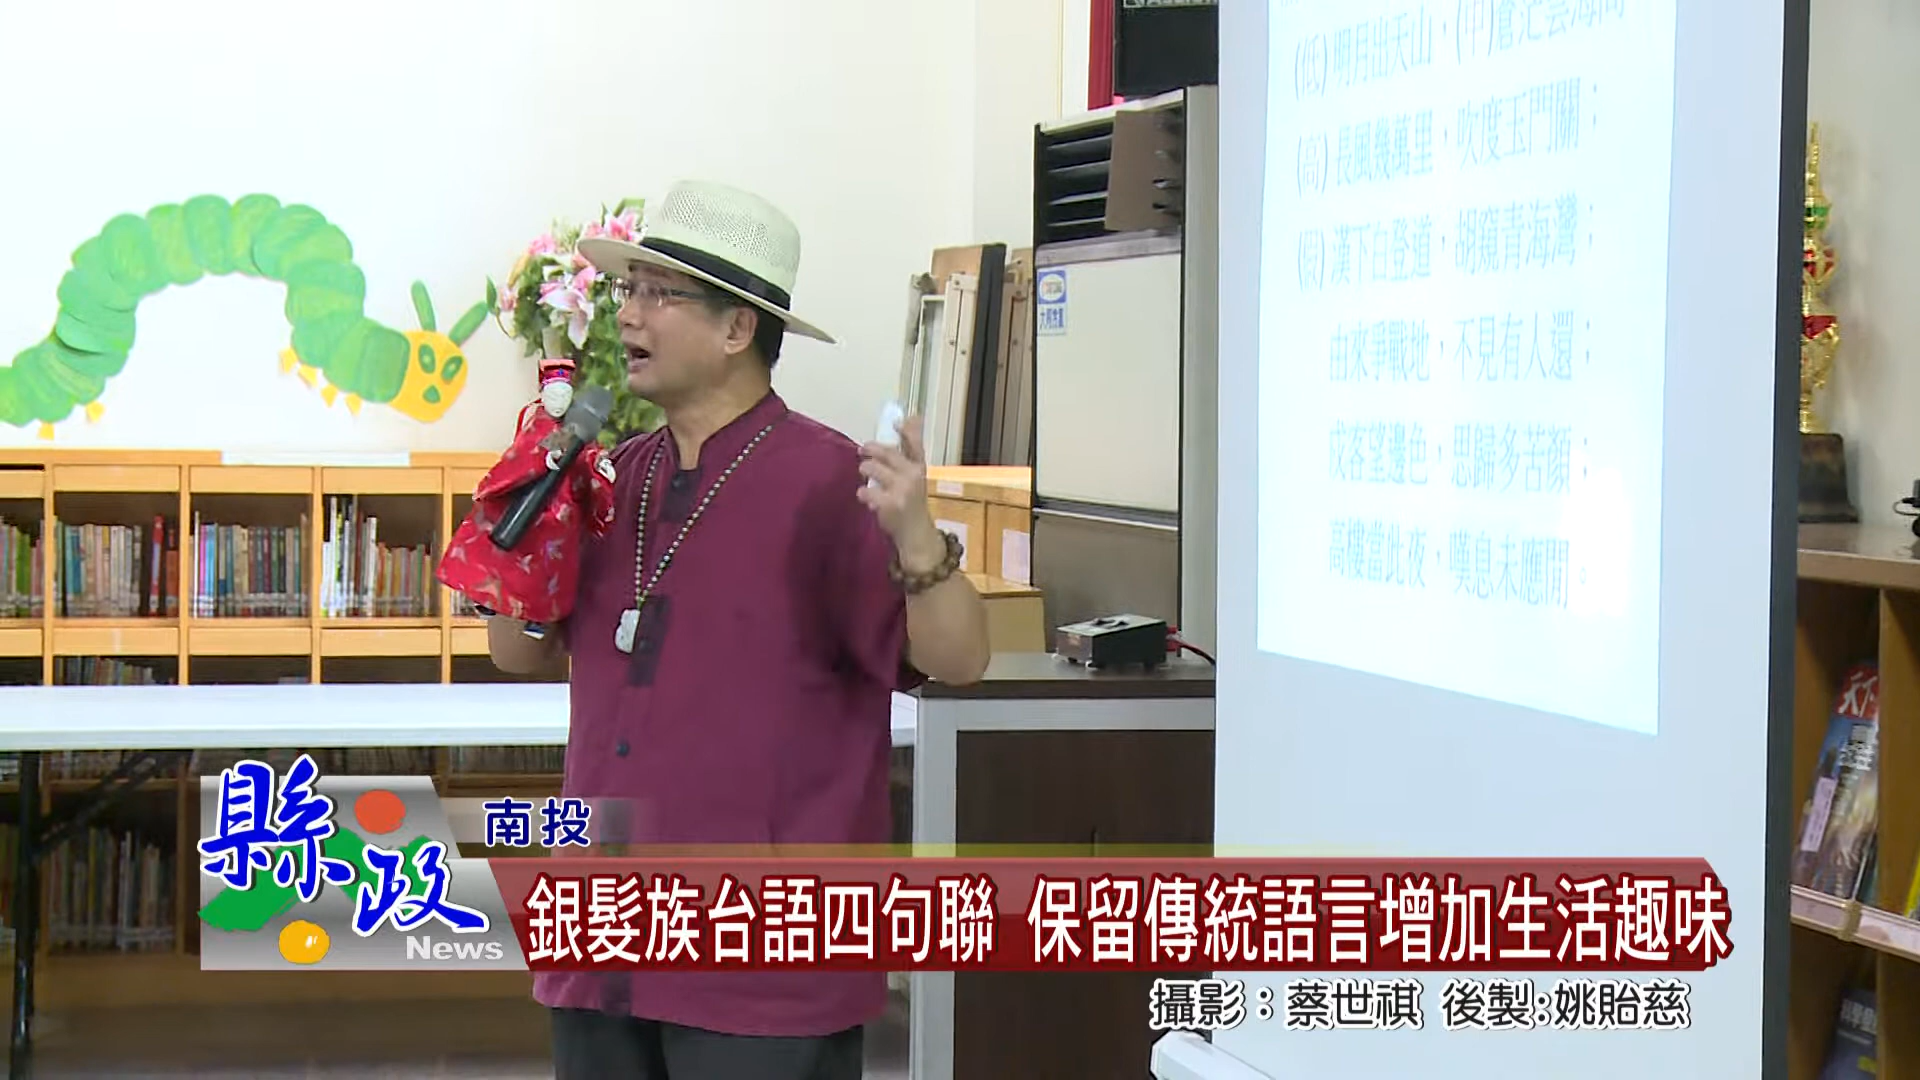 (低)明月出天山，(中)蒼茫雲海間
(高)長風幾萬里，吹度玉門關；
漢下白登道，胡窺青海灣；
由來爭戰地，不見有人還；
戍客望邊色，思歸多苦顏；
高樓當此夜，嘆息未應閒。
天下
縣政
News
南投
銀髮族台語四句聯 保留傳統語言增加生活趣味
攝影：蔡世祺 後製:姚貽慈